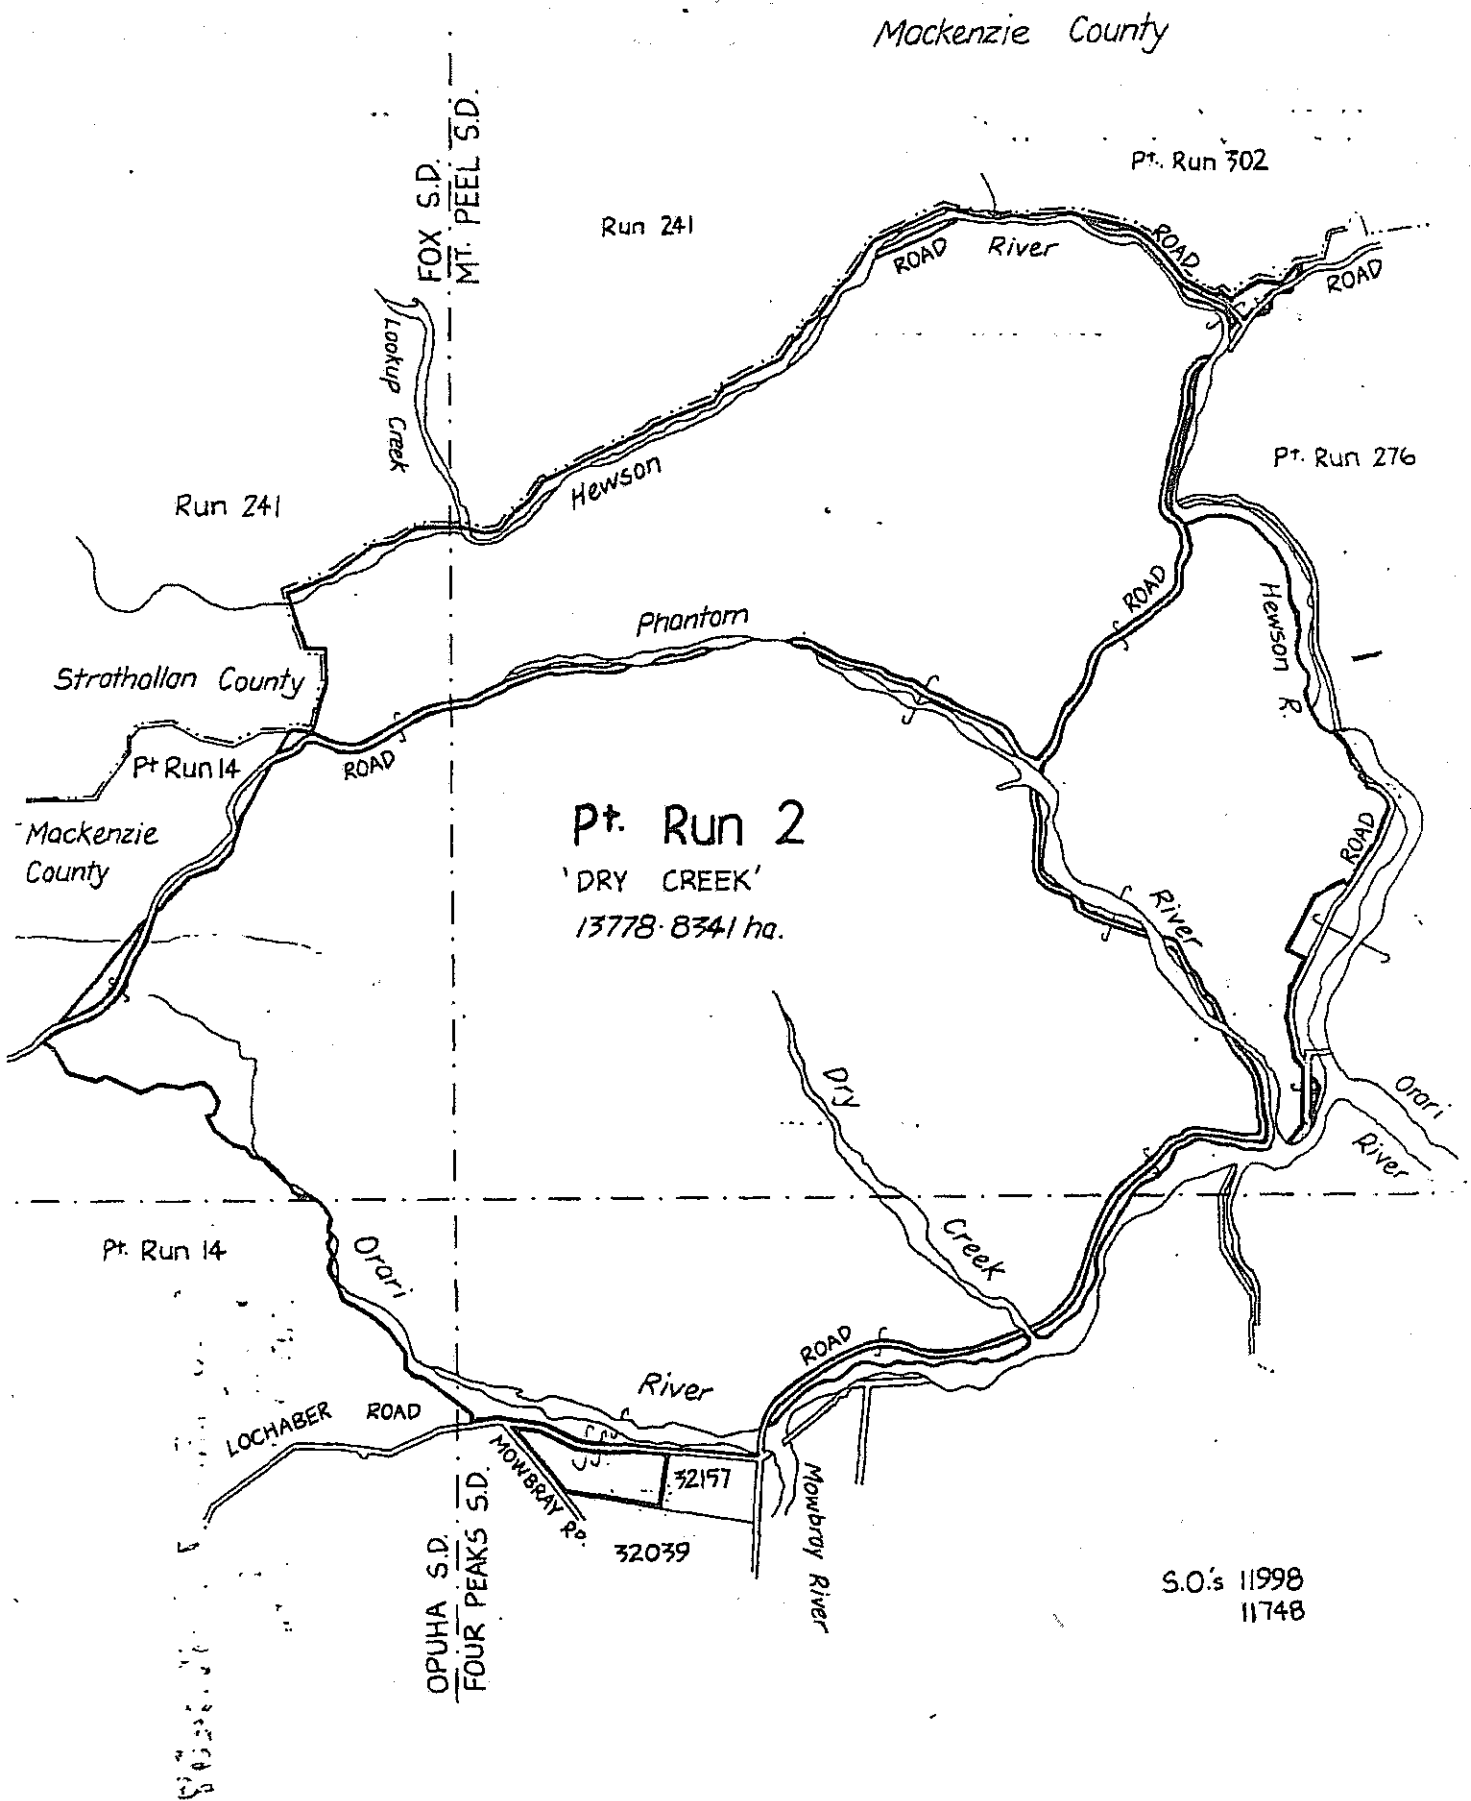 Mackenzie County
FOX S.D.
MT. PEEL S.D.
Pt. Run 302
Run 241
ROAD
River
ROAD
ROAD
Lookup Creek
Pt. Run 276
Hewson
Run 241
ROAD
Hewson R.
Phantom
Strathallan County
Pt Run 14
ROAD
Mackenzie
County
Pt. Run 2
'DRY CREEK'
13778·8341 ha.
ROAD
River
Dry
Creek
Orari
River
Pt. Run 14
Orari
River
ROAD
LOCHABER ROAD
MOWBRAY RD.
32157
32039
Mowbray River
OPUHA S.D.
FOUR PEAKS S.D.
S.O.'s 11998
11748